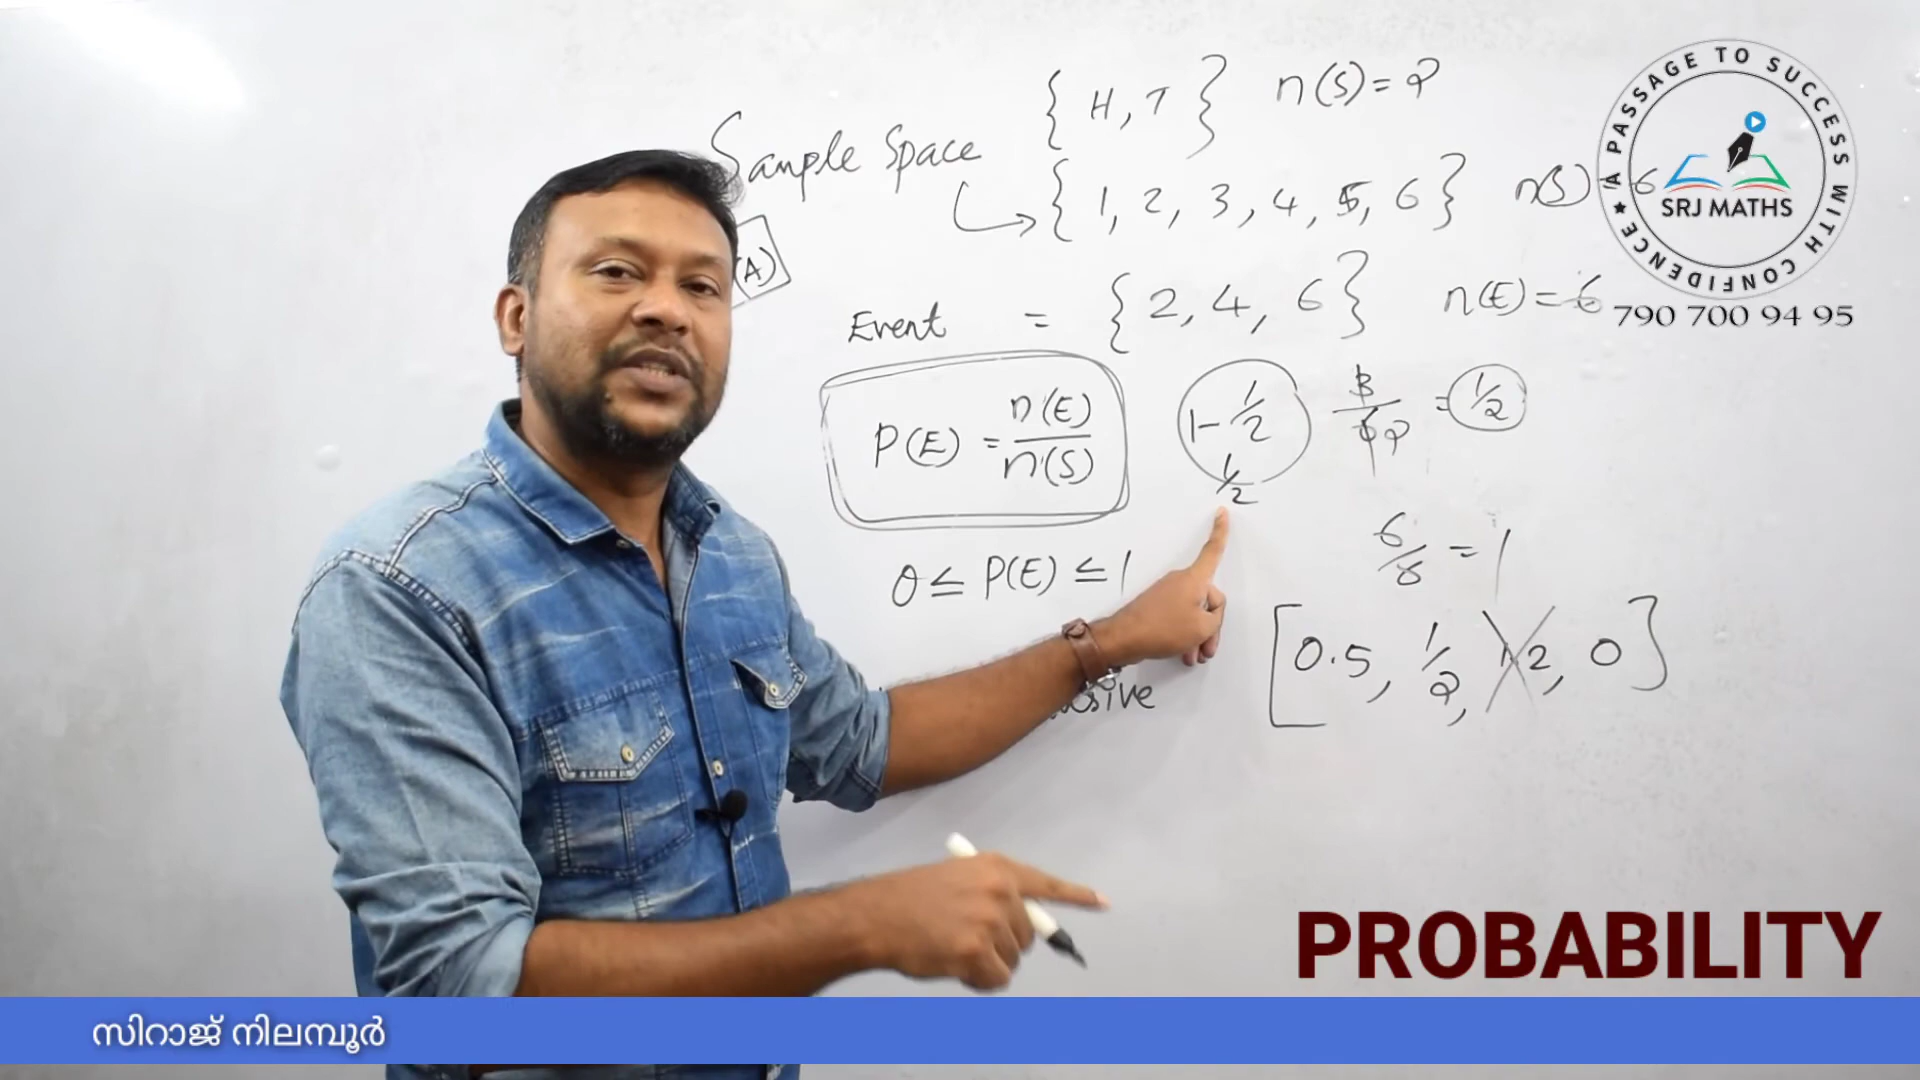 { H, T } n(S) = 2
Sample Space
{ 1, 2, 3, 4, 5, 6 } n(S) = 6
(A)
Event = { 2, 4, 6 } n(E) = 6
P(E) = n(E)/n(S)
1 - 1/2
1/2
3/6 2 = 1/2
0 ≤ P(E) ≤ 1
6/6 = 1
[ 0.5, 1/2, 1.2, 0 ]
A PASSAGE TO SUCCESS WITH CONFIDENCE
SRJ MATHS
790 700 94 95
PROBABILITY
സിറാജ് നിലമ്പൂർ